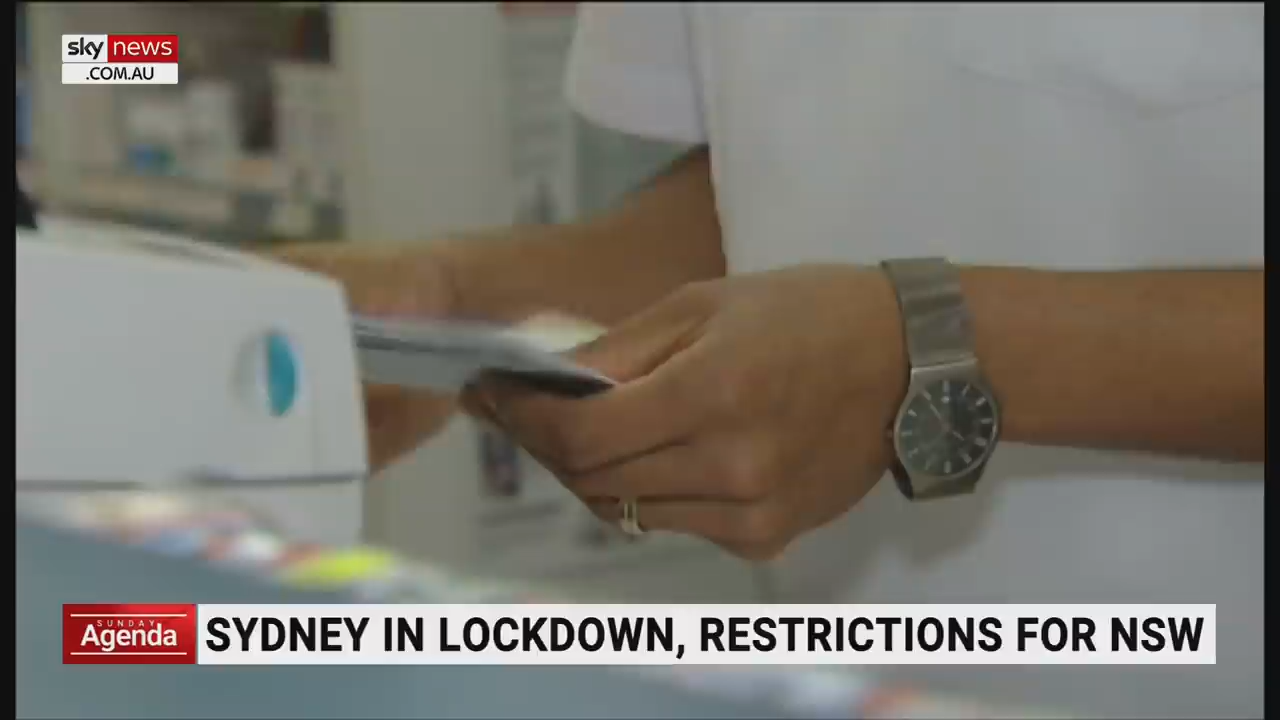 sky news
.COM.AU
SUNDAY
Agenda
SYDNEY IN LOCKDOWN, RESTRICTIONS FOR NSW